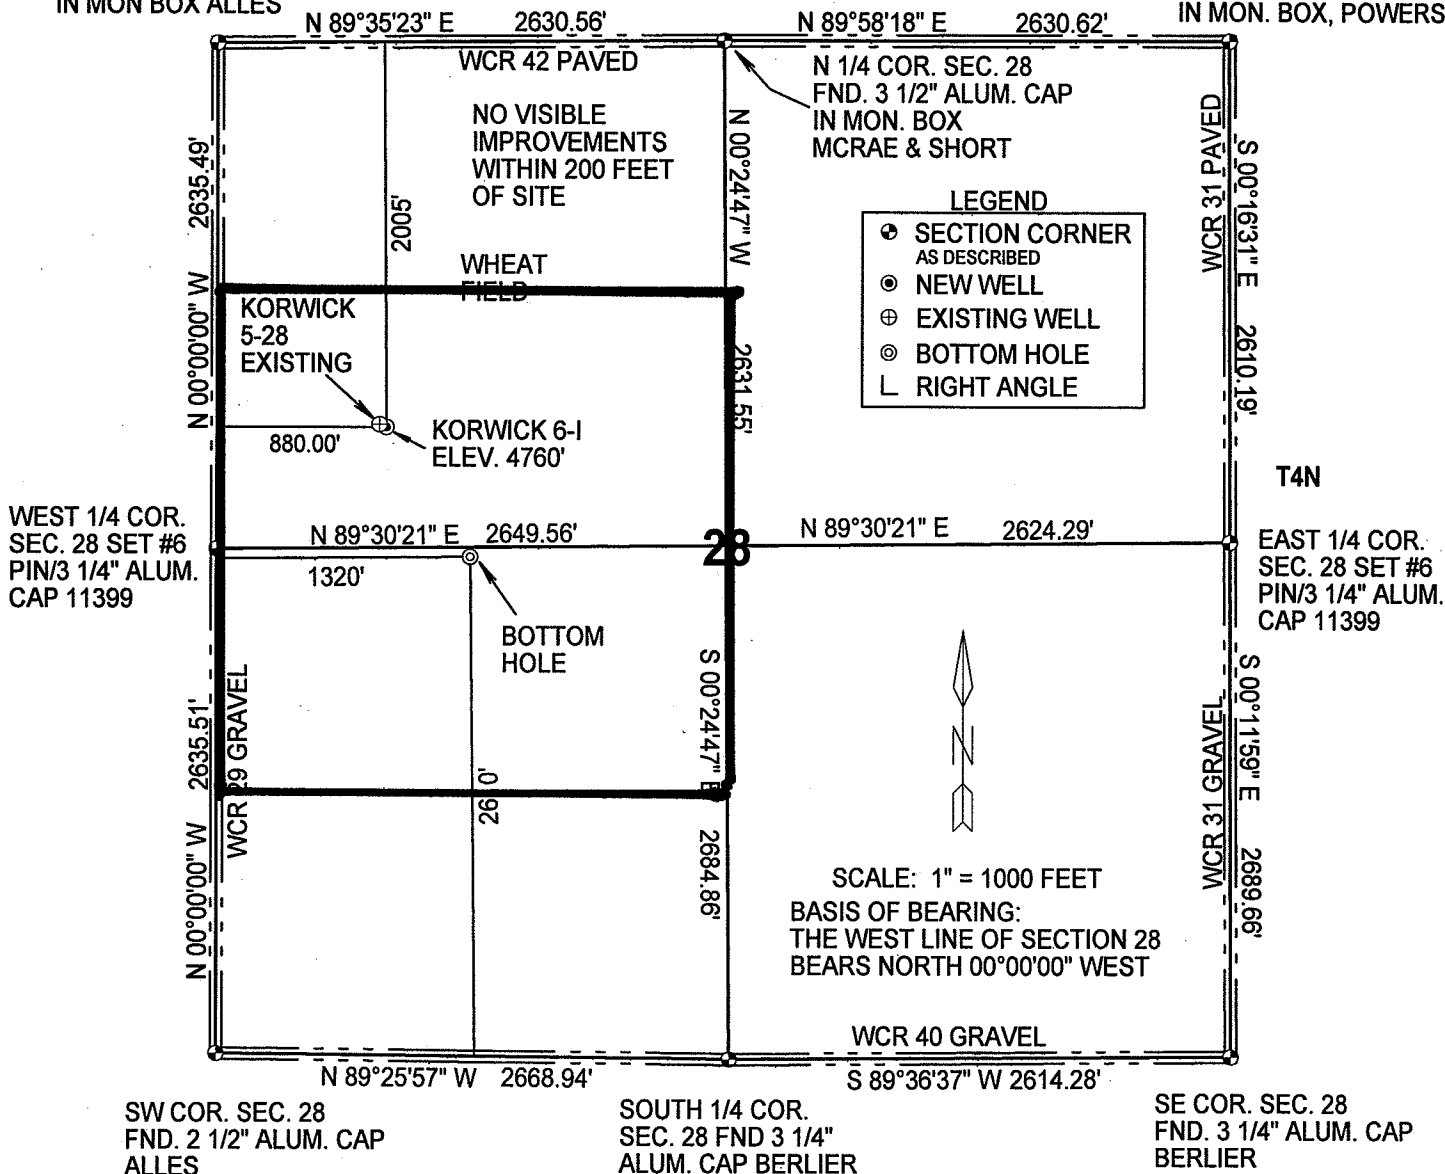 IN MON BOX ALLES
IN MON. BOX, POWERS
N 89°35'23" E 2630.56'
N 89°58'18" E 2630.62'
WCR 42 PAVED
N 1/4 COR. SEC. 28
FND. 3 1/2" ALUM. CAP
IN MON. BOX
MCRAE & SHORT
NO VISIBLE
IMPROVEMENTS
WITHIN 200 FEET
OF SITE
2635.49'
N 00°00'00" W
2005'
N 00°24'47" W
2631.55'
WCR 31 PAVED
S 00°16'31" E
2610.19'
LEGEND
SECTION CORNER
AS DESCRIBED
NEW WELL
EXISTING WELL
BOTTOM HOLE
RIGHT ANGLE
WHEAT
FIELD
KORWICK
5-28
EXISTING
880.00'
KORWICK 6-I
ELEV. 4760'
T4N
WEST 1/4 COR.
SEC. 28 SET #6
PIN/3 1/4" ALUM.
CAP 11399
N 89°30'21" E 2649.56'
28
N 89°30'21" E 2624.29'
EAST 1/4 COR.
SEC. 28 SET #6
PIN/3 1/4" ALUM.
CAP 11399
1320'
BOTTOM
HOLE
2635.51'
N 00°00'00" W
WCR 29 GRAVEL
S 00°24'47" E
2684.86'
N
WCR 31 GRAVEL
S 00°11'59" E
2689.66'
SCALE: 1" = 1000 FEET
BASIS OF BEARING:
THE WEST LINE OF SECTION 28
BEARS NORTH 00°00'00" WEST
WCR 40 GRAVEL
N 89°25'57" W 2668.94'
S 89°36'37" W 2614.28'
SW COR. SEC. 28
FND. 2 1/2" ALUM. CAP
ALLES
SOUTH 1/4 COR.
SEC. 28 FND 3 1/4"
ALUM. CAP BERLIER
SE COR. SEC. 28
FND. 3 1/4" ALUM. CAP
BERLIER